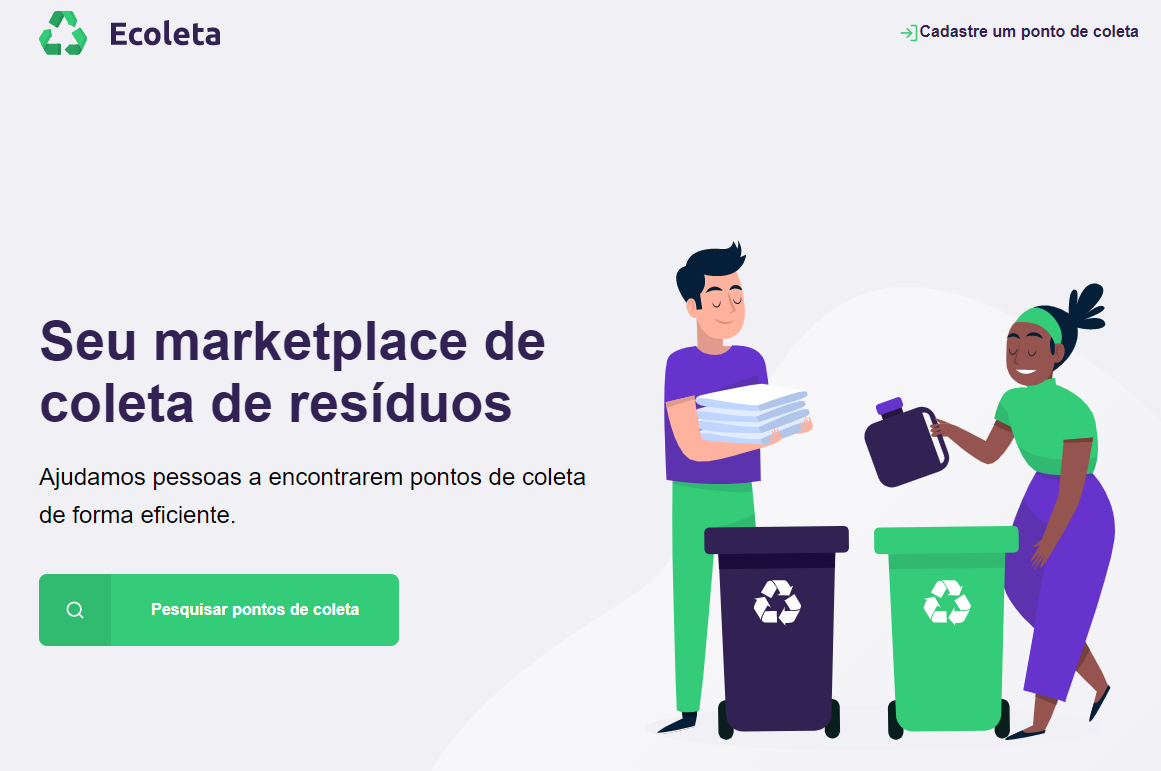 Ecoleta
Cadastre um ponto de coleta
Seu marketplace de
coleta de resíduos
Ajudamos pessoas a encontrarem pontos de coleta
de forma eficiente.
Pesquisar pontos de coleta